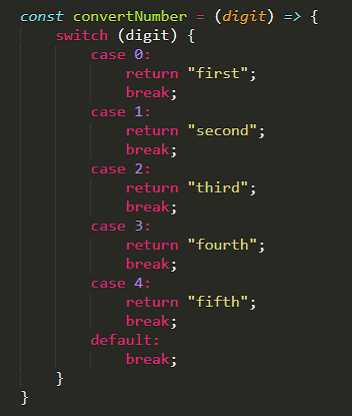 const convertNumber = (digit) => {
    switch (digit) {
        case 0:
            return "first";
            break;
        case 1:
            return "second";
            break;
        case 2:
            return "third";
            break;
        case 3:
            return "fourth";
            break;
        case 4:
            return "fifth";
            break;
        default:
            break;
    }
}